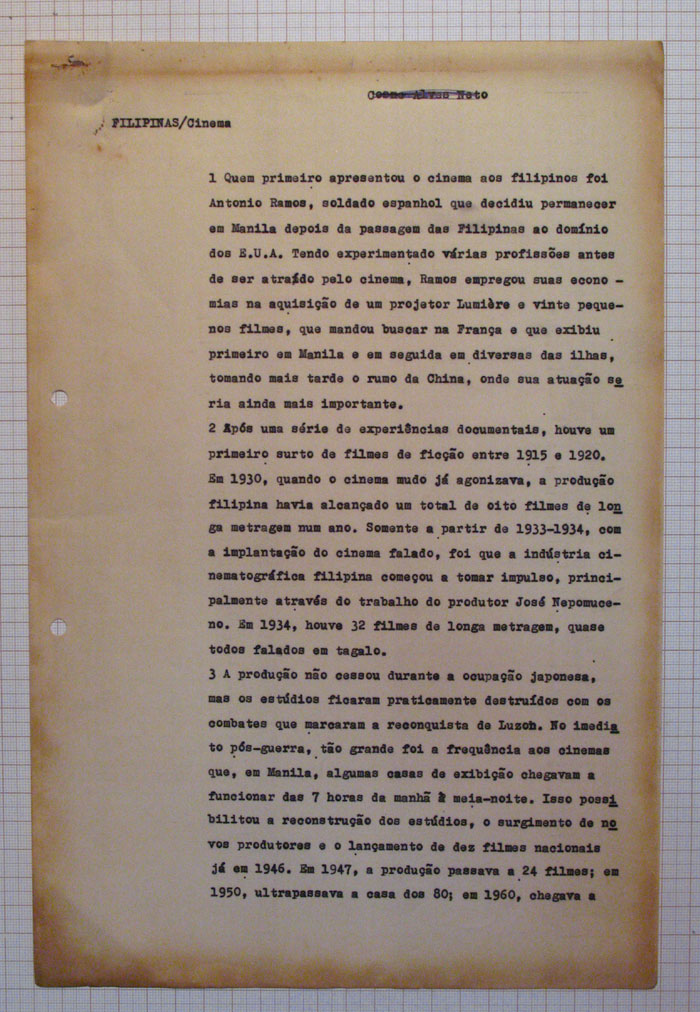 Cosme Alves Neto
FILIPINAS/Cinema
1 Quem primeiro apresentou o cinema aos filipinos foi
Antonio Ramos, soldado espanhol que decidiu permanecer
em Manila depois da passagem das Filipinas ao domínio
dos E.U.A. Tendo experimentado várias profissões antes
de ser atraído pelo cinema, Ramos empregou suas econo -
mias na aquisição de um projetor Lumière e vinte peque-
nos filmes, que mandou buscar na França e que exibiu
primeiro em Manila e em seguida em diversas das ilhas,
tomando mais tarde o rumo da China, onde sua atuação se
ria ainda mais importante.
2 Após uma série de experiências documentais, houve um
primeiro surto de filmes de ficção entre 1915 e 1920.
Em 1930, quando o cinema mudo já agonizava, a produção
filipina havia alcançado um total de oito filmes de lon
ga metragem num ano. Somente a partir de 1933-1934, com
a implantação do cinema falado, foi que a indústria ci-
nematográfica filipina começou a tomar impulso, princi-
palmente através do trabalho do produtor José Nepomuce-
no. Em 1934, houve 32 filmes de longa metragem, quase
todos falados em tagalo.
3 A produção não cessou durante a ocupação japonesa,
mas os estúdios ficaram praticamente destruídos com os
combates que marcaram a reconquista de Luzon. No imedia
to pós-guerra, tão grande foi a frequência aos cinemas
que, em Manila, algumas casas de exibição chegavam a
funcionar das 7 horas da manhã à meia-noite. Isso possi
bilitou a reconstrução dos estúdios, o surgimento de no
vos produtores e o lançamento de dez filmes nacionais
já em 1946. Em 1947, a produção passava a 24 filmes; em
1950, ultrapassava a casa dos 80; em 1960, chegava a